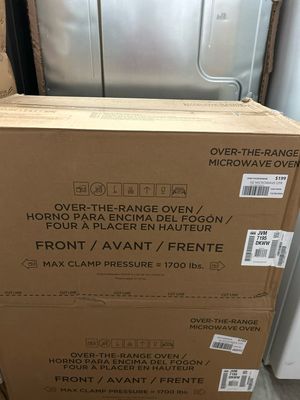 OVER-THE-RANGE
MICROWAVE OVEN
$199
OVER-THE-RANGE OVEN /
HORNO PARA ENCIMA DEL FOGÓN /
FOUR À PLACER EN HAUTEUR
FRONT / AVANT / FRENTE
MAX CLAMP PRESSURE = 1700 lbs.
JVM
7195
DKWW
OVER-THE-RANGE
MICROWAVE OVEN
OVER-THE-RANGE OVEN /
HORNO PARA ENCIMA DEL FOGÓN /
FOUR À PLACER EN HAUTEUR
FRONT / AVANT / FRENTE
MAX CLAMP PRESSURE = 1700 lbs.
JVM
7195